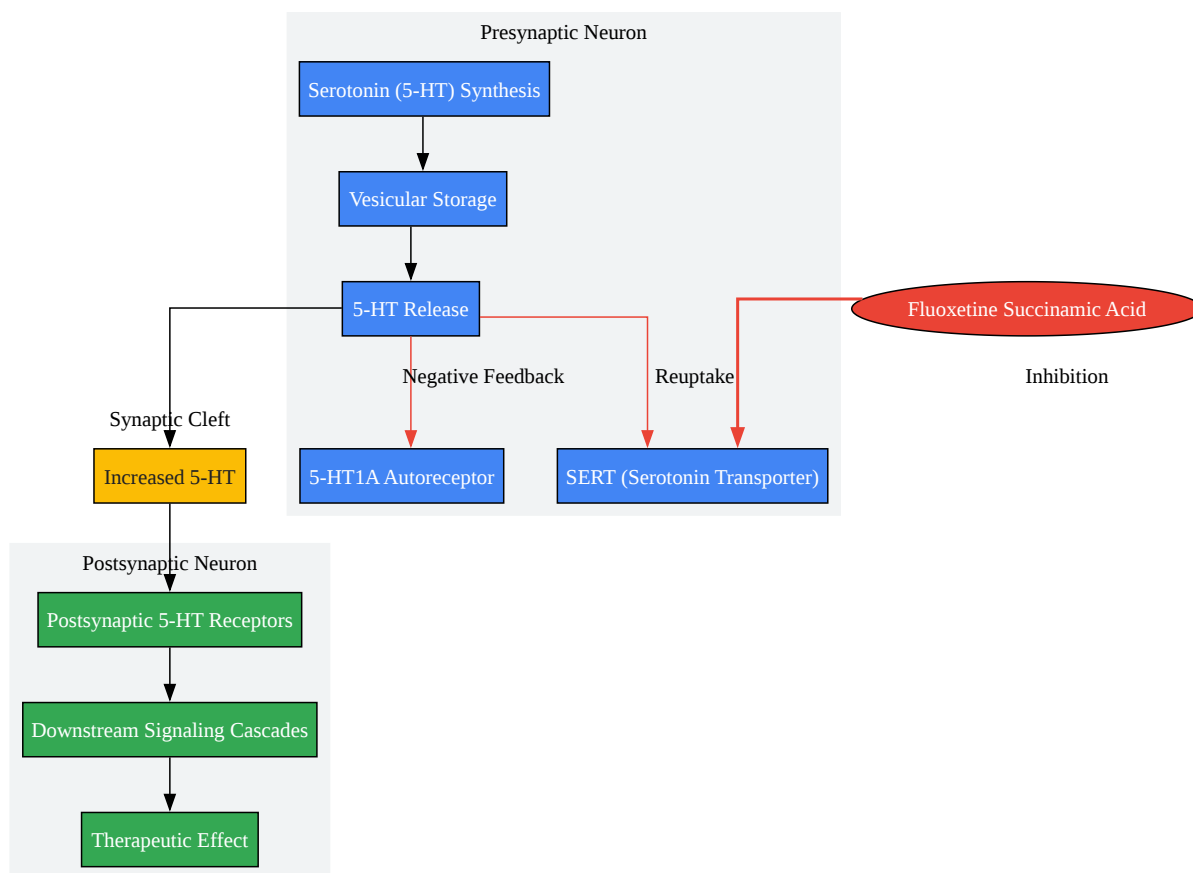 Presynaptic Neuron
Serotonin (5-HT) Synthesis
Vesicular Storage
5-HT Release
Fluoxetine Succinamic Acid
Negative Feedback
Reuptake
Inhibition
Synaptic Cleft
Increased 5-HT
5-HT1A Autoreceptor
SERT (Serotonin Transporter)
Postsynaptic Neuron
Postsynaptic 5-HT Receptors
Downstream Signaling Cascades
Therapeutic Effect